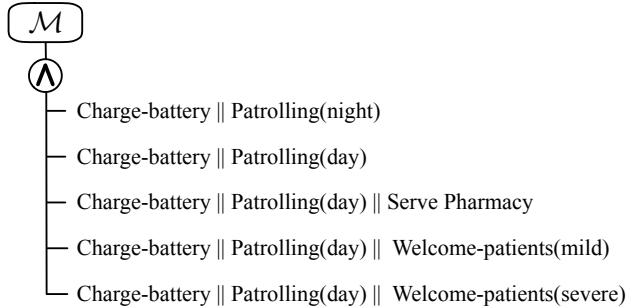 ℳ
∧
Charge-battery || Patrolling(night)
Charge-battery || Patrolling(day)
Charge-battery || Patrolling(day) || Serve Pharmacy
Charge-battery || Patrolling(day) || Welcome-patients(mild)
Charge-battery || Patrolling(day) || Welcome-patients(severe)